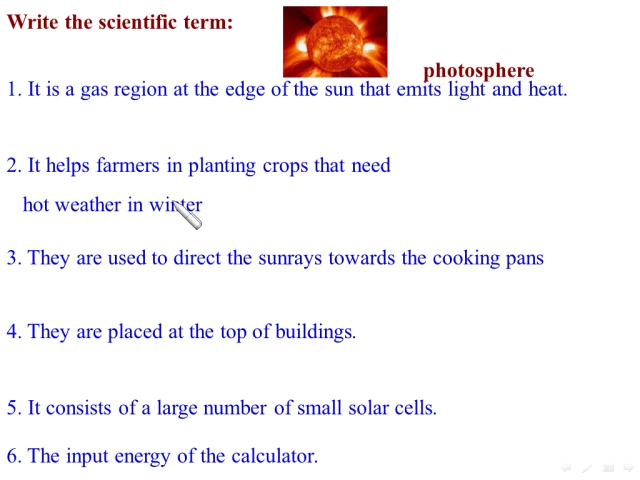 Write the scientific term:
photosphere
1. It is a gas region at the edge of the sun that emits light and heat.
2. It helps farmers in planting crops that need
hot weather in winter
3. They are used to direct the sunrays towards the cooking pans
4. They are placed at the top of buildings.
5. It consists of a large number of small solar cells.
6. The input energy of the calculator.